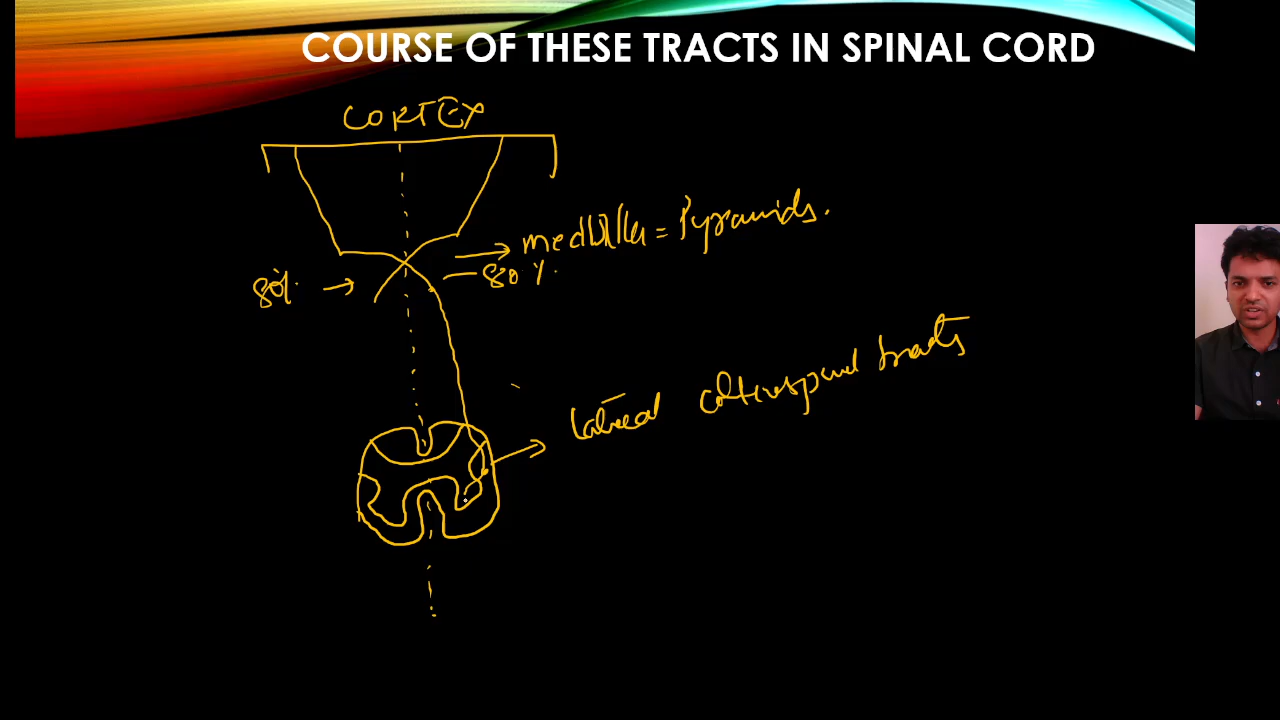 COURSE OF THESE TRACTS IN SPINAL CORD
CORTEX
medulla = Pyramids.
80%.
80%.
lateral corticospinal tracts